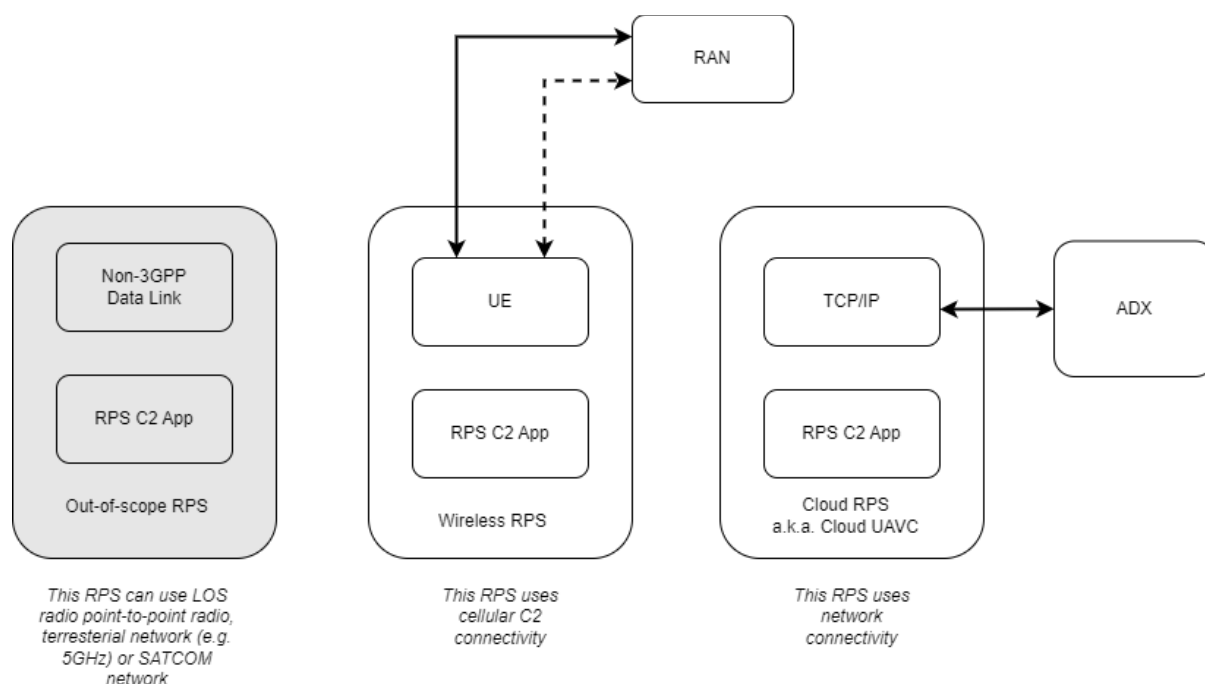 RAN
Non-3GPP
Data Link
RPS C2 App
Out-of-scope RPS
UE
RPS C2 App
Wireless RPS
TCP/IP
RPS C2 App
Cloud RPS
a.k.a. Cloud UAVC
ADX
This RPS can use LOS
radio point-to-point radio,
terresterial network (e.g.
5GHz) or SATCOM
network
This RPS uses
cellular C2
connectivity
This RPS uses
network
connectivity